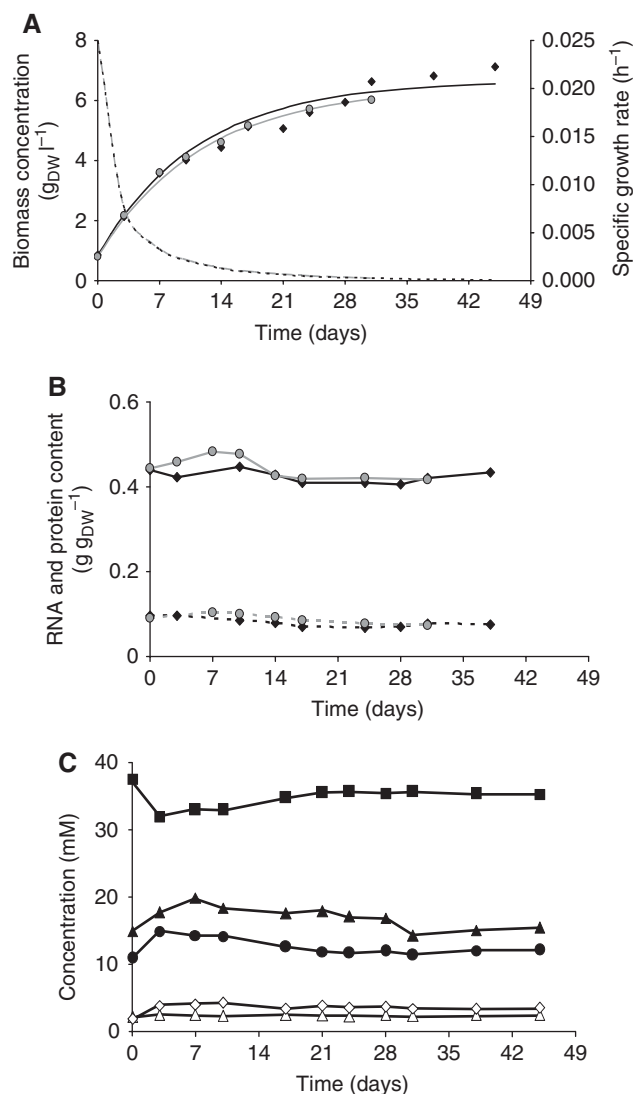 A
Biomass concentration
(gDW l⁻¹)
8
6
4
2
0
0.025
0.020
0.015
0.010
0.005
0.000
Specific growth rate (h⁻¹)
0 7 14 21 28 35 42 49
Time (days)
B
RNA and protein content
(g gDW⁻¹)
0.6
0.4
0.2
0
0 7 14 21 28 35 42 49
Time (days)
C
Concentration (mM)
40
30
20
10
0
0 7 14 21 28 35 42 49
Time (days)